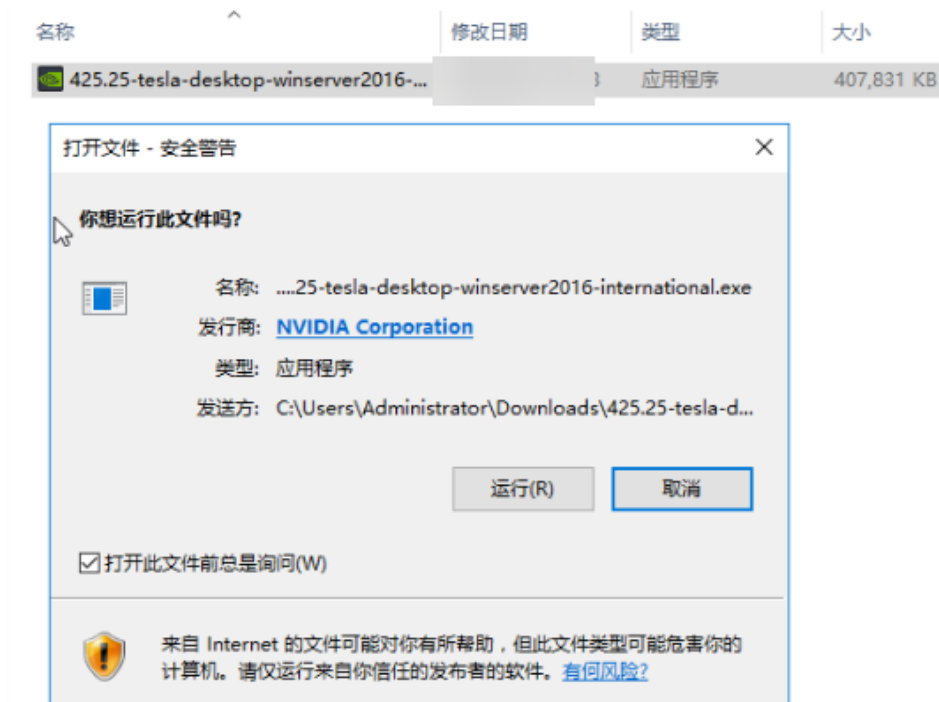 名称 修改日期 类型 大小
425.25-tesla-desktop-winserver2016-... 应用程序 407,831 KB
打开文件 - 安全警告
你想运行此文件吗?
名称: ....25-tesla-desktop-winserver2016-international.exe
发行商: NVIDIA Corporation
类型: 应用程序
发送方: C:\Users\Administrator\Downloads\425.25-tesla-d...
运行(R) 取消
打开此文件前总是询问(W)
来自 Internet 的文件可能对你有所帮助，但此文件类型可能危害你的
计算机。请仅运行来自你信任的发布者的软件。有何风险?